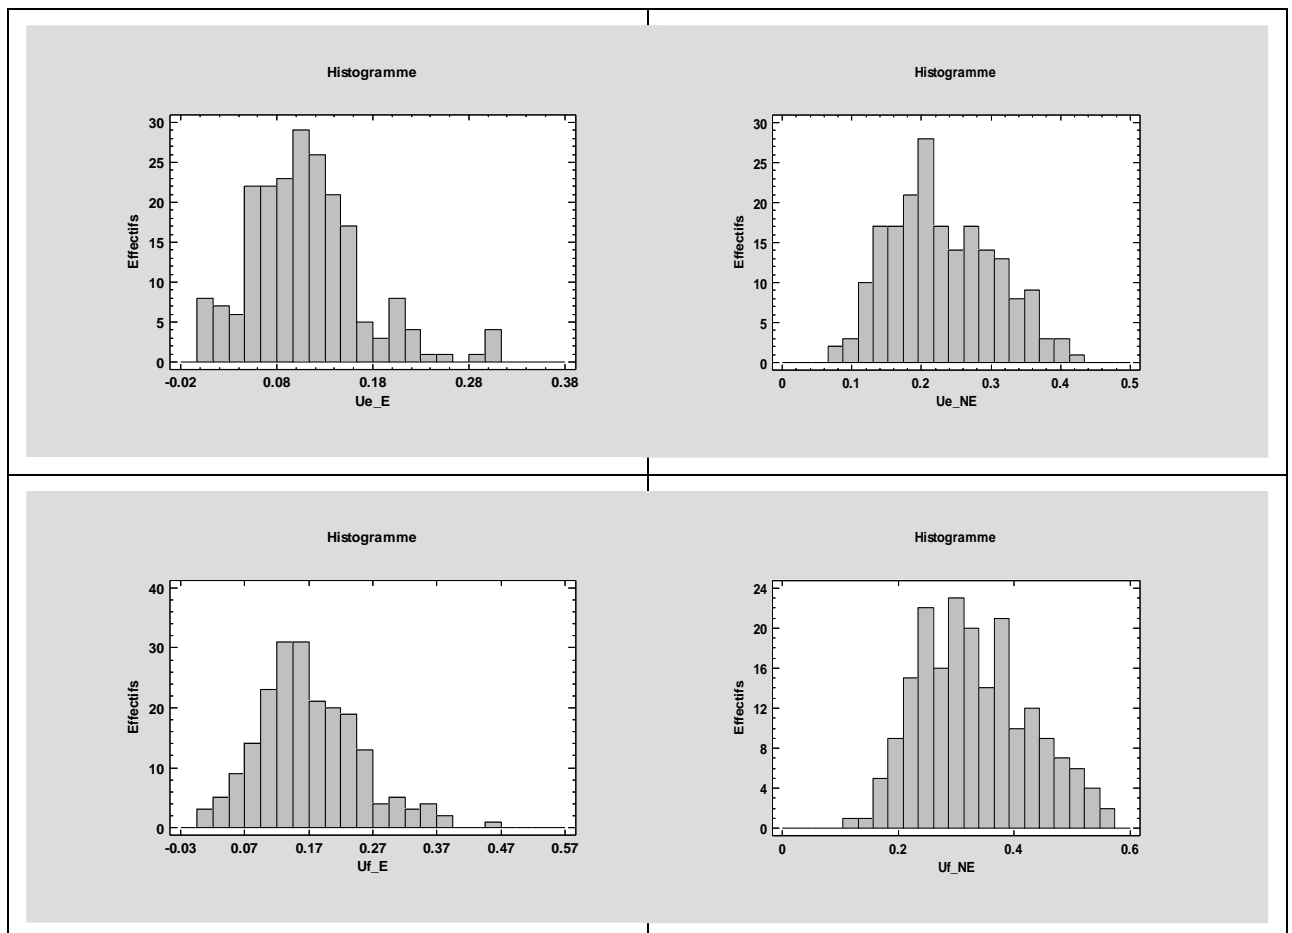 Histogramme
Effectifs
30
25
20
15
10
5
0
-0.02 0.08 0.18 0.28 0.38
Ue_E
Histogramme
Effectifs
30
25
20
15
10
5
0
0 0.1 0.2 0.3 0.4 0.5
Ue_NE
Histogramme
Effectifs
40
30
20
10
0
-0.03 0.07 0.17 0.27 0.37 0.47 0.57
Uf_E
Histogramme
Effectifs
24
20
16
12
8
4
0
0 0.2 0.4 0.6
Uf_NE